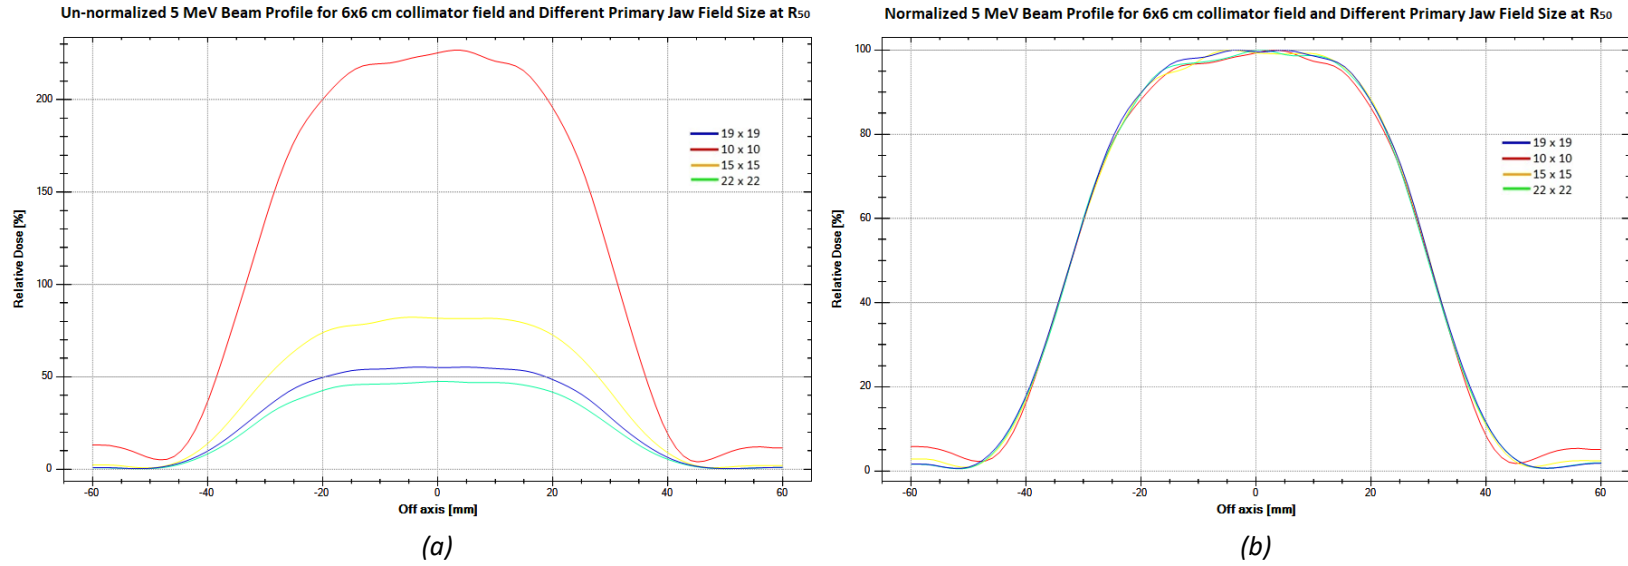 Un-normalized 5 MeV Beam Profile for 6x6 cm collimator field and Different Primary Jaw Field Size at R50
200
150
100
50
0
Relative Dose [%]
19 x 19
10 x 10
15 x 15
22 x 22
-60 -40 -20 0 20 40 60
Off axis [mm]
(a)
Normalized 5 MeV Beam Profile for 6x6 cm collimator field and Different Primary Jaw Field Size at R50
100
80
60
40
20
0
Relative Dose [%]
19 x 19
10 x 10
15 x 15
22 x 22
-60 -40 -20 0 20 40 60
Off axis [mm]
(b)